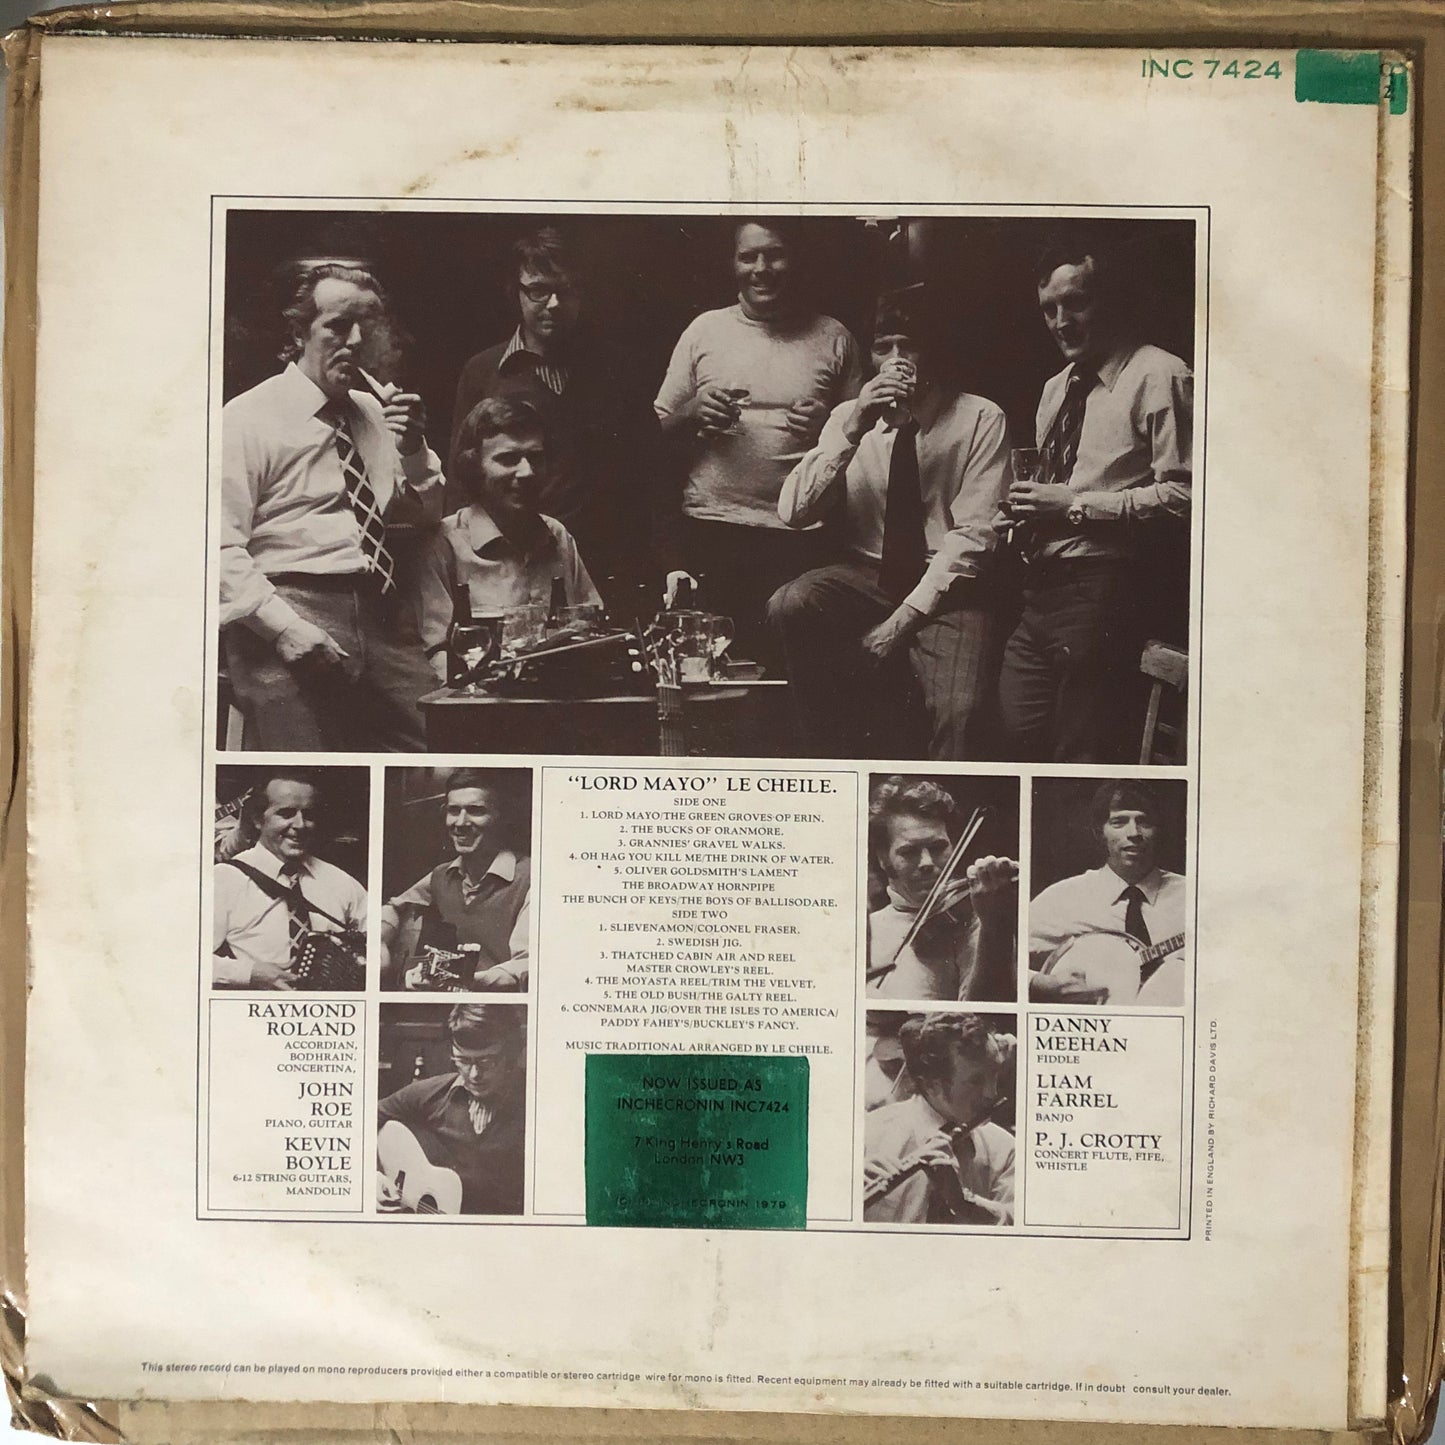 INC 7424
"LORD MAYO" LE CHEILE.
SIDE ONE
1. LORD MAYO/THE GREEN GROVES OF ERIN.
2. THE BUCKS OF ORANMORE.
3. GRANNIES' GRAVEL WALKS.
4. OH HAG YOU KILL ME/THE DRINK OF WATER.
5. OLIVER GOLDSMITH'S LAMENT
THE BROADWAY HORNPIPE
THE BUNCH OF KEYS/THE BOYS OF BALLISODARE.
SIDE TWO
1. SLIEVENAMON/COLONEL FRASER.
2. SWEDISH JIG.
3. THATCHED CABIN AIR AND REEL
MASTER CROWLEY'S REEL.
4. THE MOYASTA REEL/TRIM THE VELVET,
5. THE OLD BUSH/THE GALTY REEL.
6. CONNEMARA JIG/OVER THE ISLES TO AMERICA/
PADDY FAHEY'S/BUCKLEY'S FANCY.
MUSIC TRADITIONAL ARRANGED BY LE CHEILE.
NOW ISSUED AS
INCHECRONIN INC7424
7 King Henry's Road
London NW3
INCHECRONIN 1979
RAYMOND
ROLAND
ACCORDIAN,
BODHRAIN.
CONCERTINA,
JOHN
ROE
PIANO, GUITAR
KEVIN
BOYLE
6-12 STRING GUITARS,
MANDOLIN
DANNY
MEEHAN
FIDDLE
LIAM
FARREL
BANJO
P. J. CROTTY
CONCERT FLUTE, FIFE,
WHISTLE
PRINTED IN ENGLAND BY RICHARD DAVIS LTD.
This stereo record can be played on mono reproducers provided either a compatible or stereo cartridge wire for mono is fitted. Recent equipment may already be fitted with a suitable cartridge. If in doubt consult your dealer.